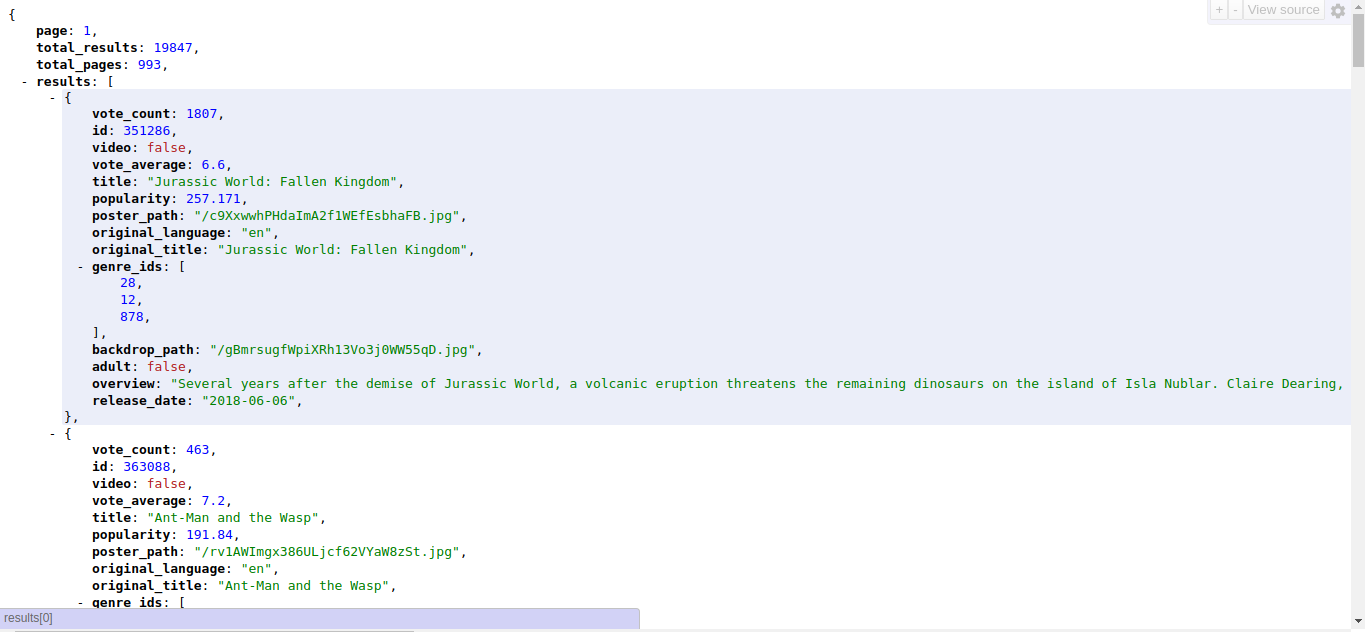 + - View source
{
page: 1,
total_results: 19847,
total_pages: 993,
- results: [
- {
vote_count: 1807,
id: 351286,
video: false,
vote_average: 6.6,
title: "Jurassic World: Fallen Kingdom",
popularity: 257.171,
poster_path: "/c9XxwwhPHdaImA2f1WEfEsbhaFB.jpg",
original_language: "en",
original_title: "Jurassic World: Fallen Kingdom",
- genre_ids: [
28,
12,
878,
],
backdrop_path: "/gBmrsugfWpiXRh13Vo3j0WW55qD.jpg",
adult: false,
overview: "Several years after the demise of Jurassic World, a volcanic eruption threatens the remaining dinosaurs on the island of Isla Nublar. Claire Dearing,
release_date: "2018-06-06",
},
- {
vote_count: 463,
id: 363088,
video: false,
vote_average: 7.2,
title: "Ant-Man and the Wasp",
popularity: 191.84,
poster_path: "/rv1AWImgx386ULjcf62VYaW8zSt.jpg",
original_language: "en",
original_title: "Ant-Man and the Wasp",
- genre_ids: [
results[0]